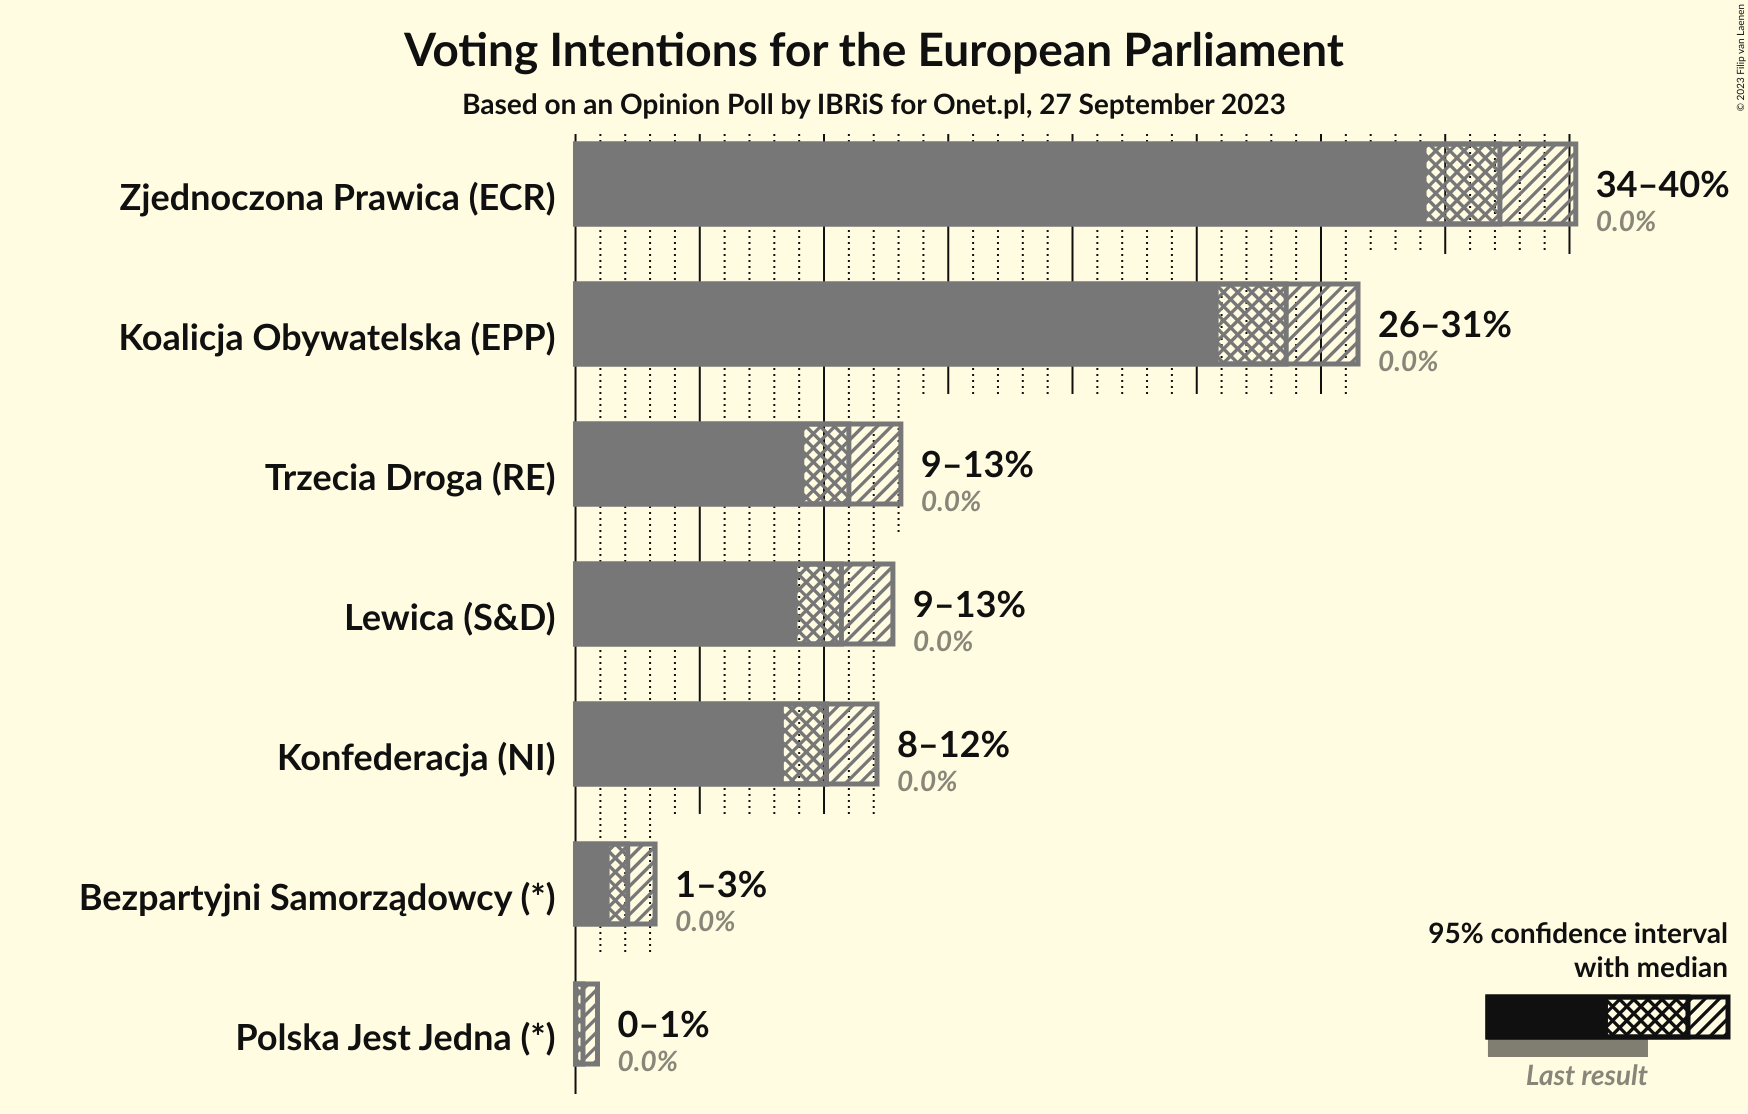 Voting Intentions for the European Parliament
Based on an Opinion Poll by IBRiS for Onet.pl, 27 September 2023
© 2023 Filip van Laenen
Zjednoczona Prawica (ECR)
34–40%
0.0%
Koalicja Obywatelska (EPP)
26–31%
0.0%
Trzecia Droga (RE)
9–13%
0.0%
Lewica (S&D)
9–13%
0.0%
Konfederacja (NI)
8–12%
0.0%
Bezpartyjni Samorządowcy (*)
1–3%
0.0%
Polska Jest Jedna (*)
0–1%
0.0%
95% confidence interval
with median
Last result